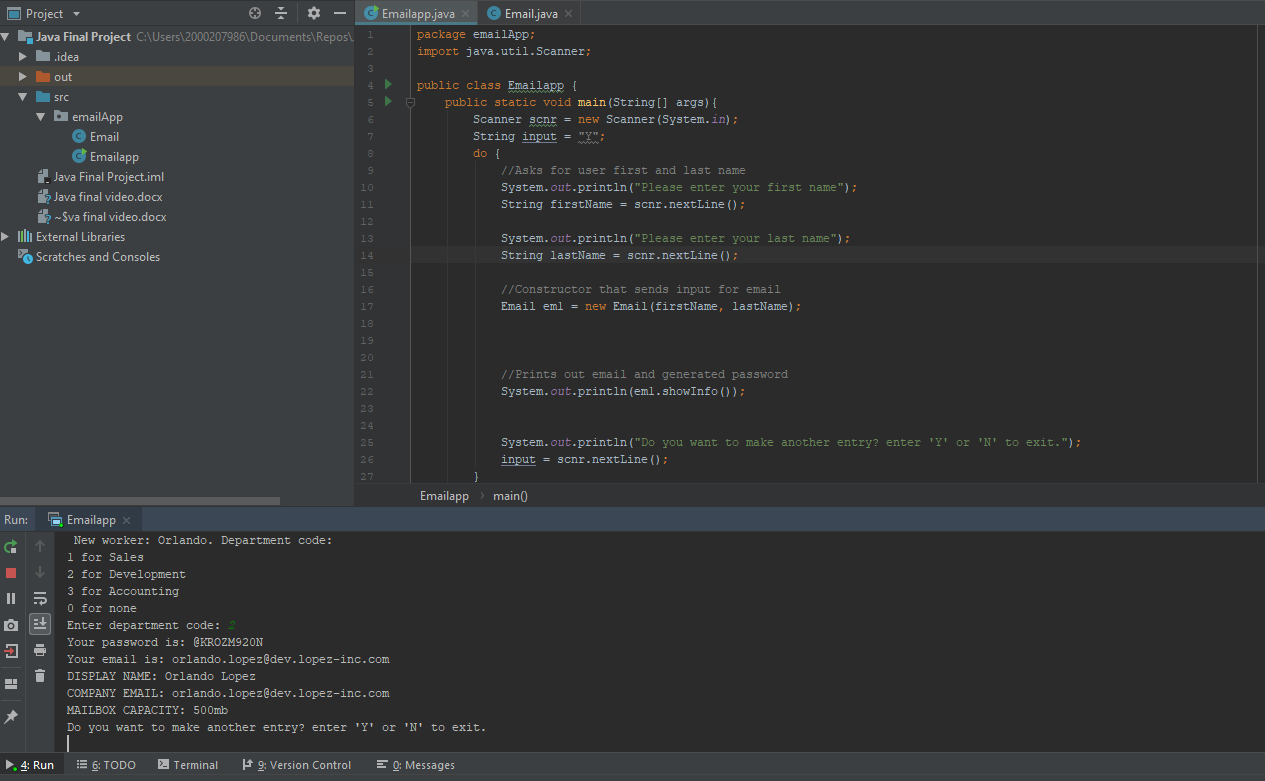 Project
Java Final Project C:\Users\2000207986\Documents\Repos\
.idea
out
src
emailApp
Email
Emailapp
Java Final Project.iml
Java final video.docx
~$va final video.docx
External Libraries
Scratches and Consoles
Emailapp.java Email.java
1 package emailApp;
2 import java.util.Scanner;
3
4 public class Emailapp {
5 public static void main(String[] args){
6 Scanner scnr = new Scanner(System.in);
7 String input = "Y";
8 do {
9 //Asks for user first and last name
10 System.out.println("Please enter your first name");
11 String firstName = scnr.nextLine();
12
13 System.out.println("Please enter your last name");
14 String lastName = scnr.nextLine();
15
16 //Constructor that sends input for email
17 Email eml = new Email(firstName, lastName);
18
19
20
21 //Prints out email and generated password
22 System.out.println(eml.showInfo());
23
24
25 System.out.println("Do you want to make another entry? enter 'Y' or 'N' to exit.");
26 input = scnr.nextLine();
27 }
Emailapp › main()
Run: Emailapp
New worker: Orlando. Department code:
1 for Sales
2 for Development
3 for Accounting
0 for none
Enter department code: 2
Your password is: @KROZM920N
Your email is: orlando.lopez@dev.lopez-inc.com
DISPLAY NAME: Orlando Lopez
COMPANY EMAIL: orlando.lopez@dev.lopez-inc.com
MAILBOX CAPACITY: 500mb
Do you want to make another entry? enter 'Y' or 'N' to exit.
4: Run 6: TODO Terminal 9: Version Control 0: Messages